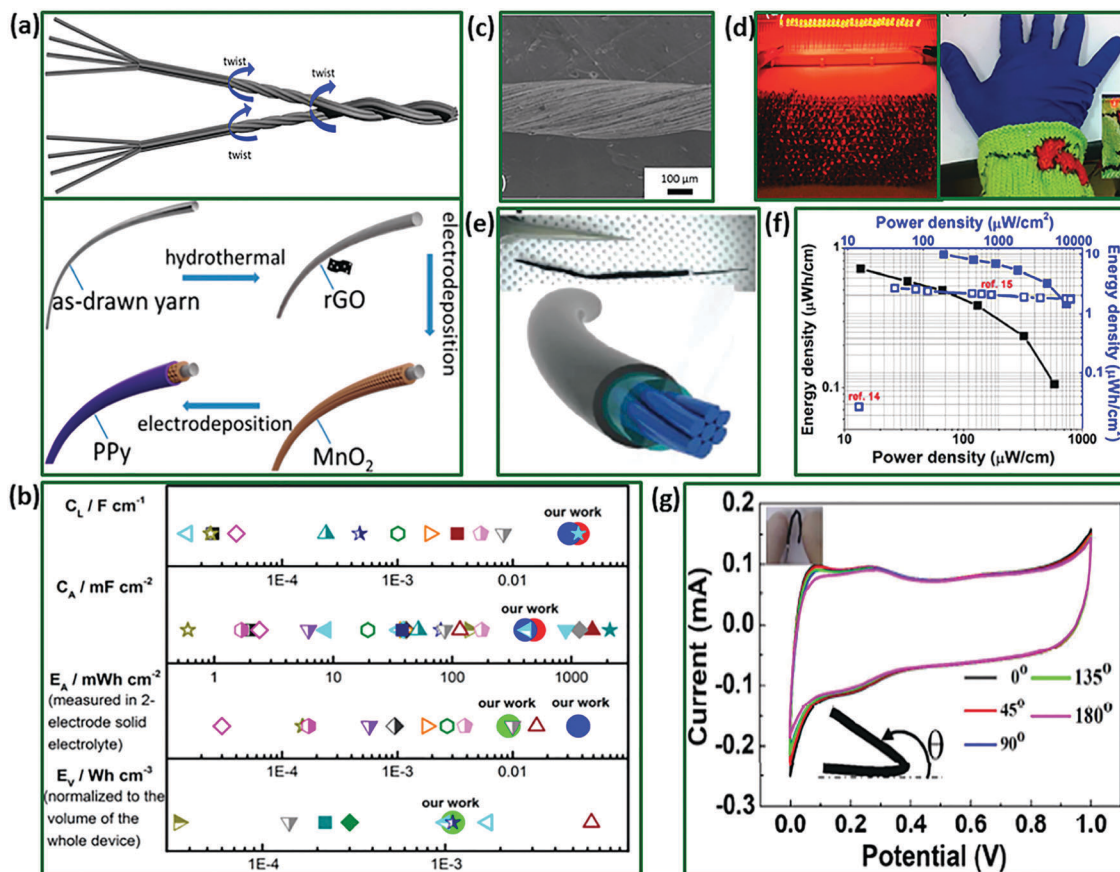 (a)
twist
twist
twist
as-drawn yarn
hydrothermal
rGO
electrodeposition
PPy
electrodeposition
MnO2
(b)
CL / F cm-1
our work
1E-4
1E-3
0.01
CA / mF cm-2
our work
1
10
100
1000
EA / mWh cm-2
(measured in 2-
electrode solid
electrolyte)
our work
1E-4
1E-3
0.01
EV / Wh cm-3
(normalized to the
volume of the
whole device)
our work
1E-4
1E-3
(c)
100 μm
(d)
(e)
(f)
Power density (μW/cm2)
10
100
1000
10000
Energy density (μWh/cm)
1
0.1
rof. 15
rof. 14
10
1
0.1
0.01
Energy density (μWh/cm2)
10
100
1000
Power density (μW/cm)
(g)
Current (mA)
0.2
0.1
0.0
-0.1
-0.2
-0.3
0°
45°
90°
135°
180°
θ
0.0
0.2
0.4
0.6
0.8
1.0
Potential (V)